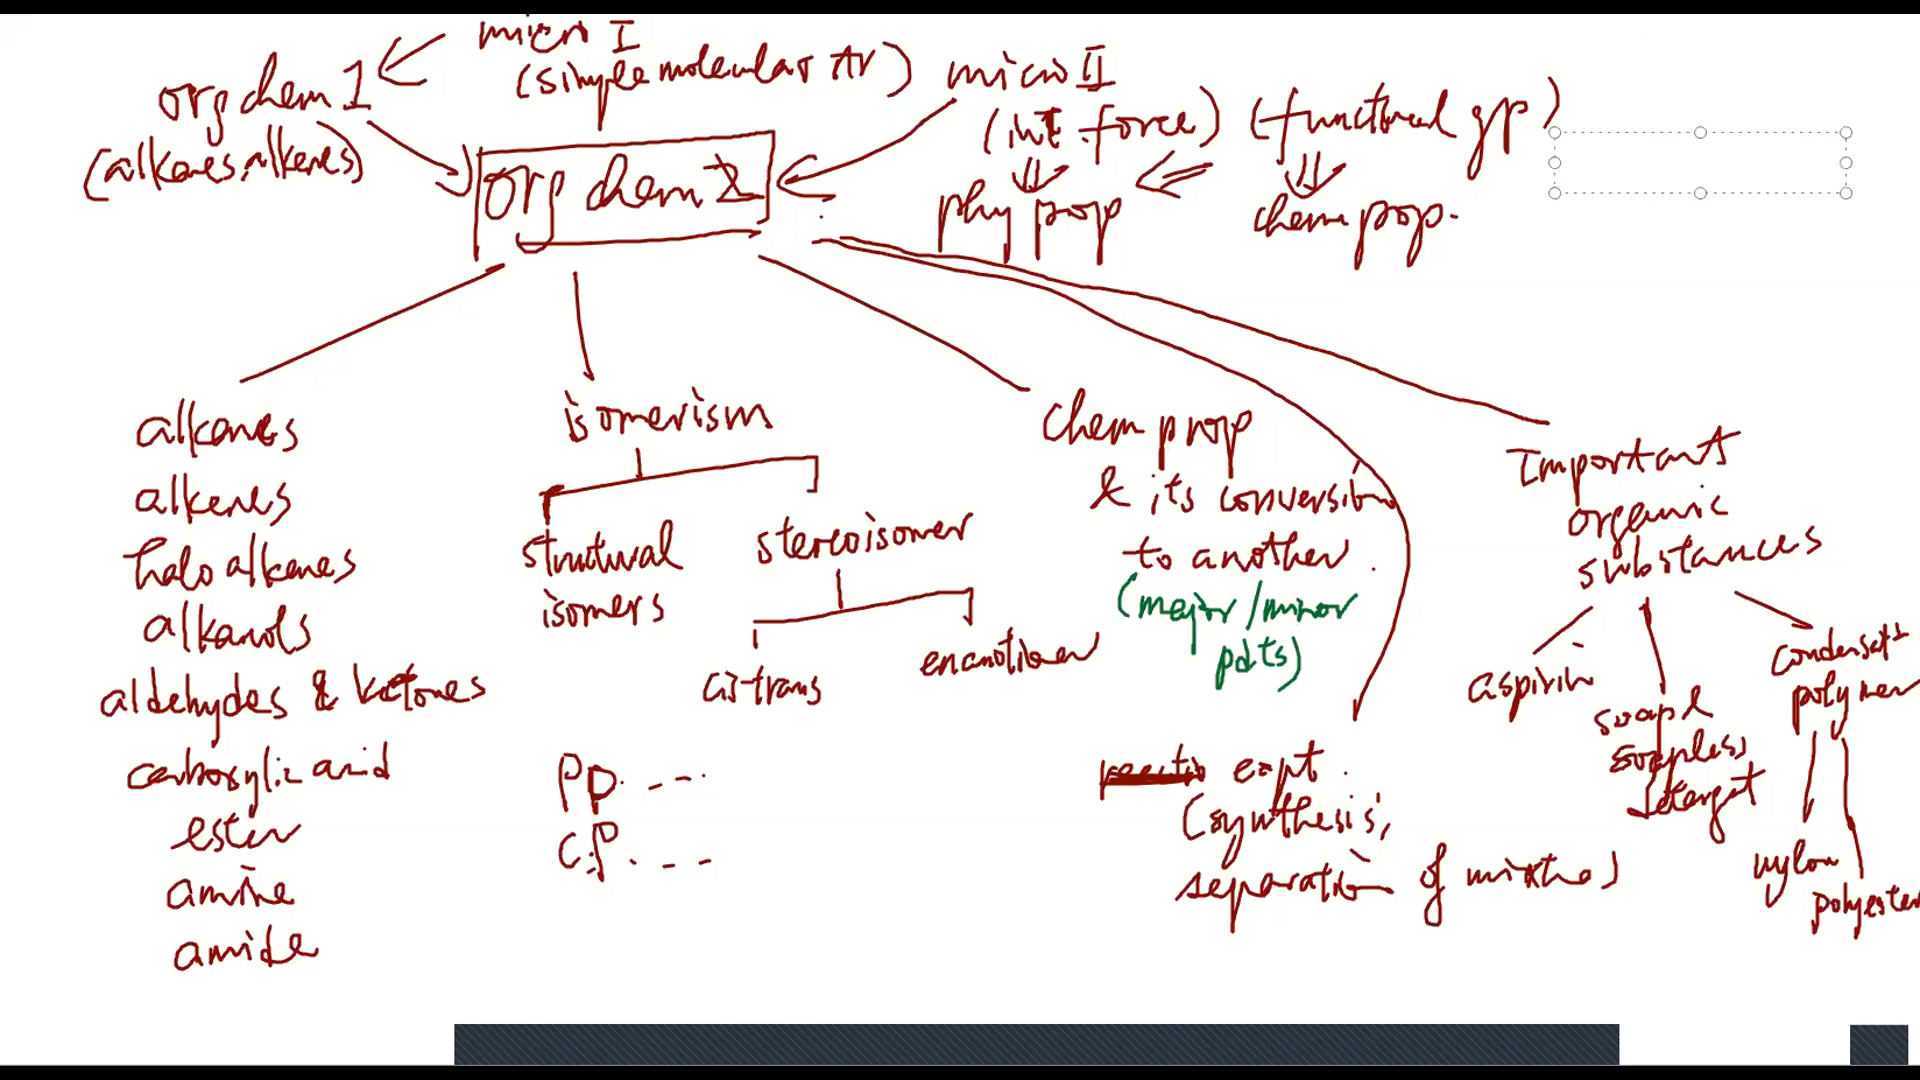 micro I
(simple molecular str)
micro II
org chem 1
(alkanes, alkenes)
org chem 2
(int. force)
(functional gp)
phy prop
chem prop.
alkanes
alkenes
haloalkanes
alkanols
aldehydes & ketones
carboxylic acid
ester
amine
amide
isomerism
structural
isomers
stereoisomer
cis-trans
enantiomer
PP. ----
C.P. ---
chem prop
& its conversion
to another
(major/minor
pdts)
expt
(synthesis,
separation of mixture)
Important
organic
substances
aspirin
soap &
soapless
detergent
condensat
polymer
nylon
polyester